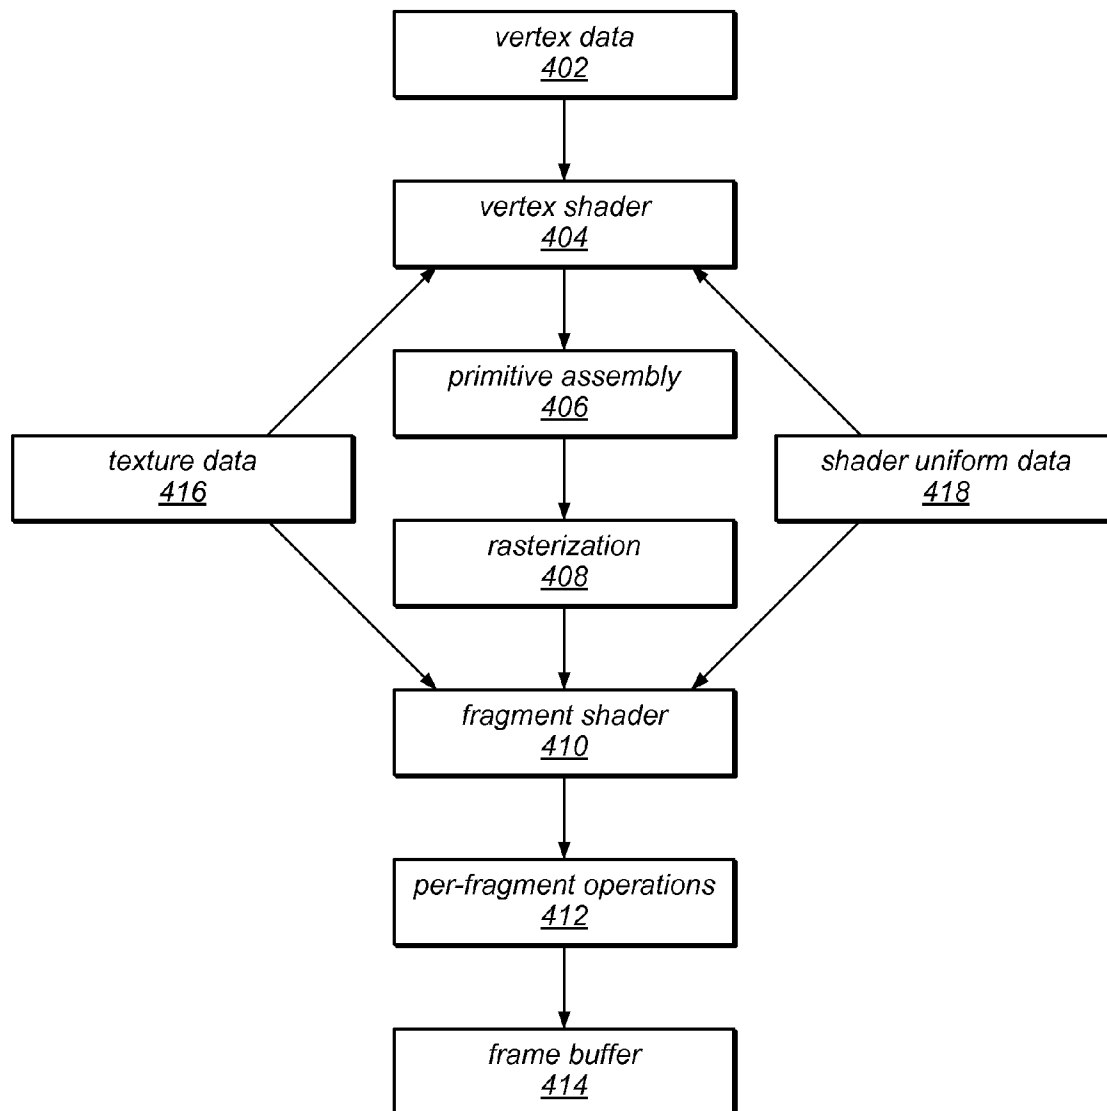 vertex data
402
vertex shader
404
primitive assembly
406
texture data
416
shader uniform data
418
rasterization
408
fragment shader
410
per-fragment operations
412
frame buffer
414